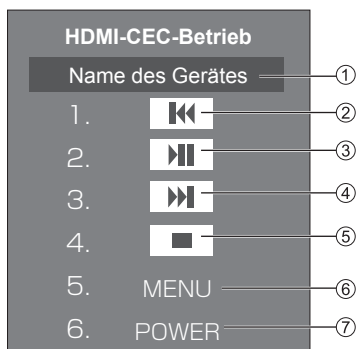 HDMI-CEC-Betrieb
Name des Gerätes ①
1. ②
2. ③
3. ④
4. ⑤
5. MENU ⑥
6. POWER ⑦